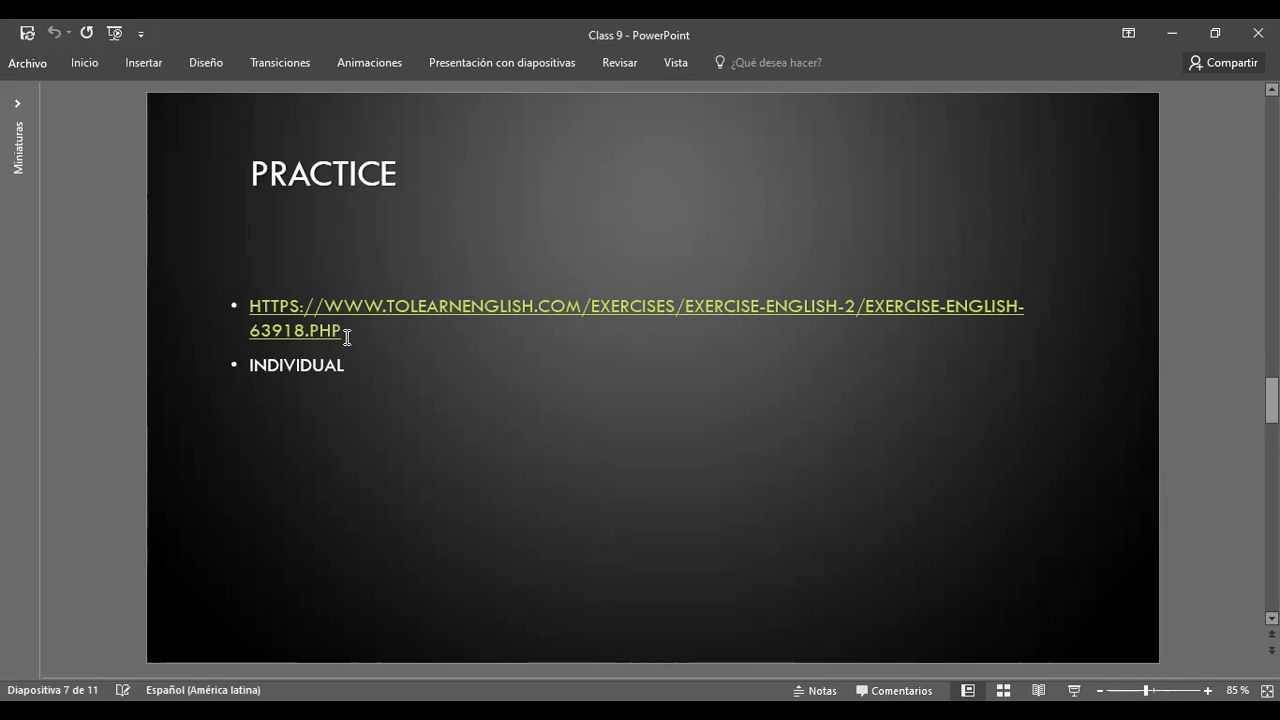 Class 9 - PowerPoint
Archivo Inicio Insertar Diseño Transiciones Animaciones Presentación con diapositivas Revisar Vista ¿Qué desea hacer? Compartir
Miniaturas
PRACTICE
• HTTPS://WWW.TOLEARNENGLISH.COM/EXERCISES/EXERCISE-ENGLISH-2/EXERCISE-ENGLISH-
63918.PHP
• INDIVIDUAL
Diapositiva 7 de 11 Español (América latina) Notas Comentarios 85 %